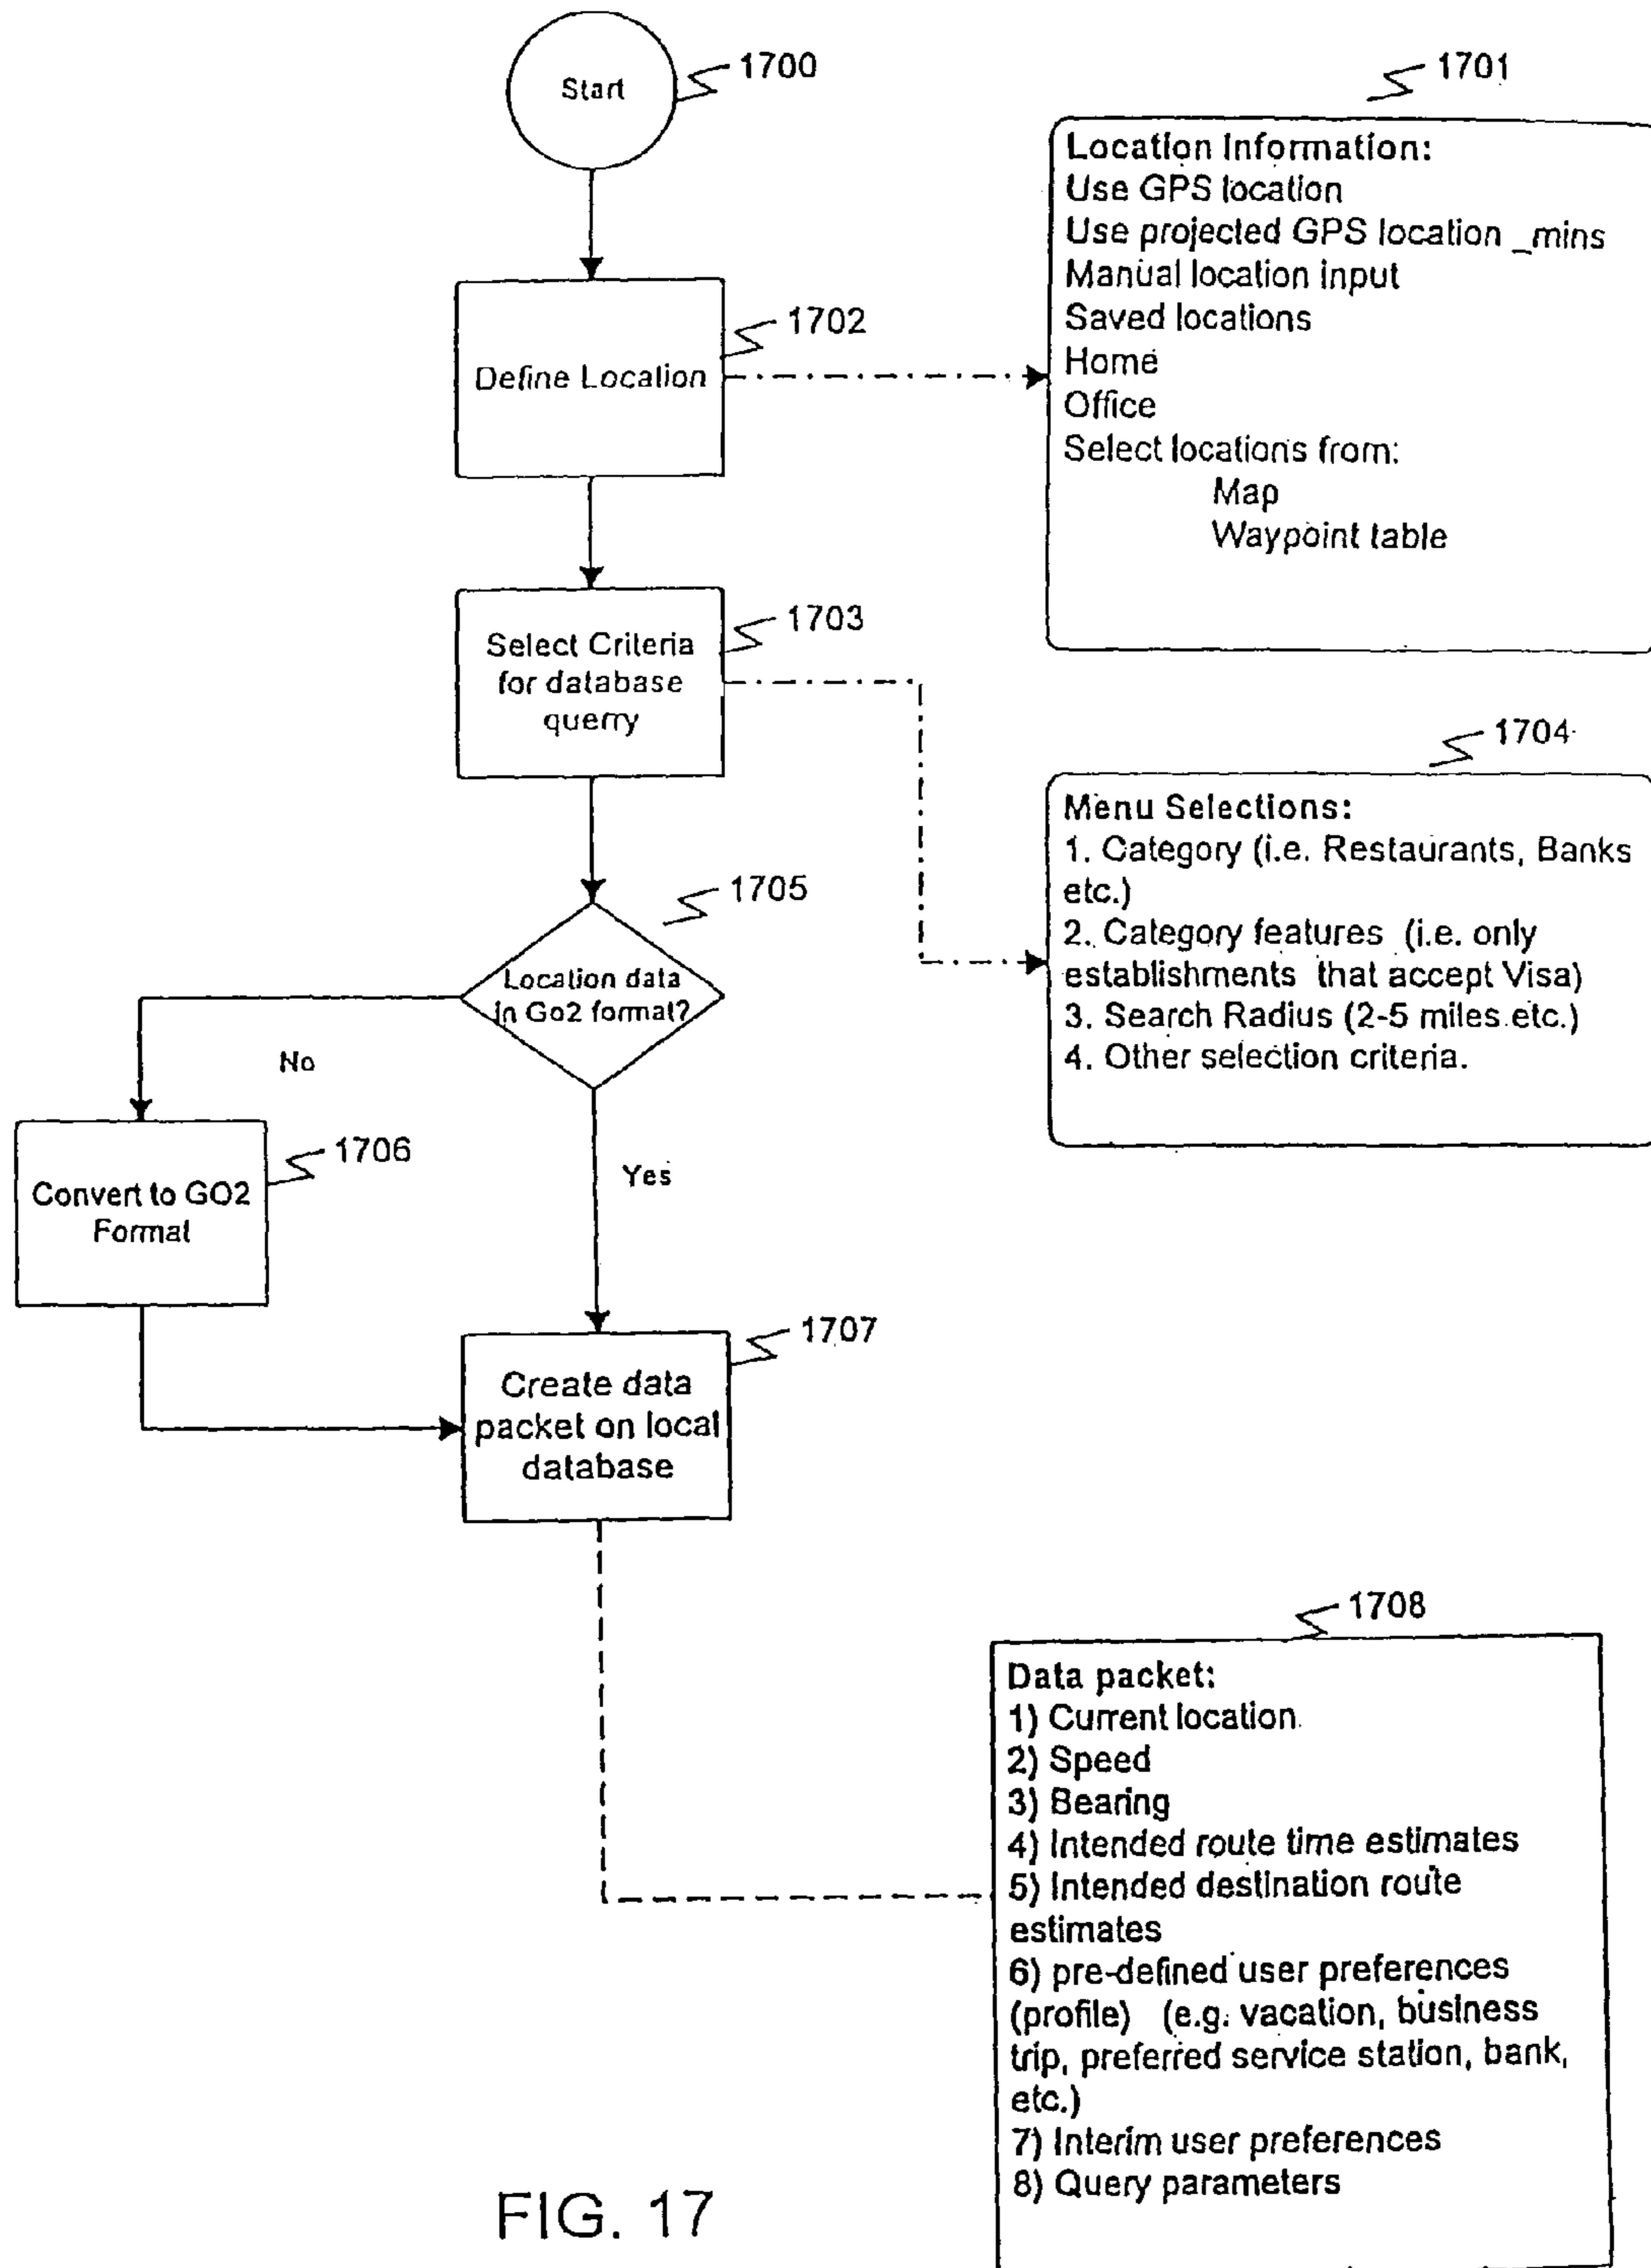 Start
1700
1701
Location Information:
Use GPS location
Use projected GPS location _mins
Manual location input
Saved locations
Home
Office
Select locations from:
Map
Waypoint table
1702
Define Location
1703
Select Criteria
for database
querry
1704
Menu Selections:
1. Category (i.e. Restaurants, Banks
etc.)
2. Category features (i.e. only
establishments that accept Visa)
3. Search Radius (2-5 miles etc.)
4. Other selection criteria.
1705
Location data
in Go2 format?
No
Yes
1706
Convert to GO2
Format
1707
Create data
packet on local
database
1708
Data packet:
1) Current location
2) Speed
3) Bearing
4) Intended route time estimates
5) Intended destination route
estimates
6) pre-defined user preferences
(profile) (e.g. vacation, business
trip, preferred service station, bank,
etc.)
7) Interim user preferences
8) Query parameters
FIG. 17